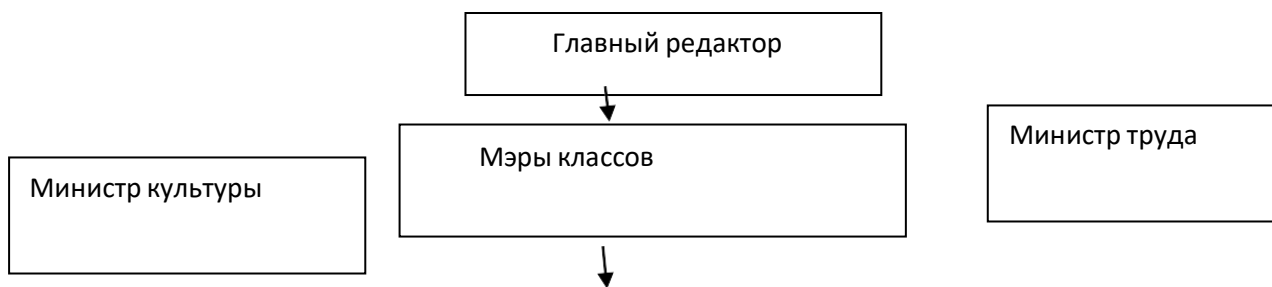 Главный редактор
Министр труда
Мэры классов
Министр культуры